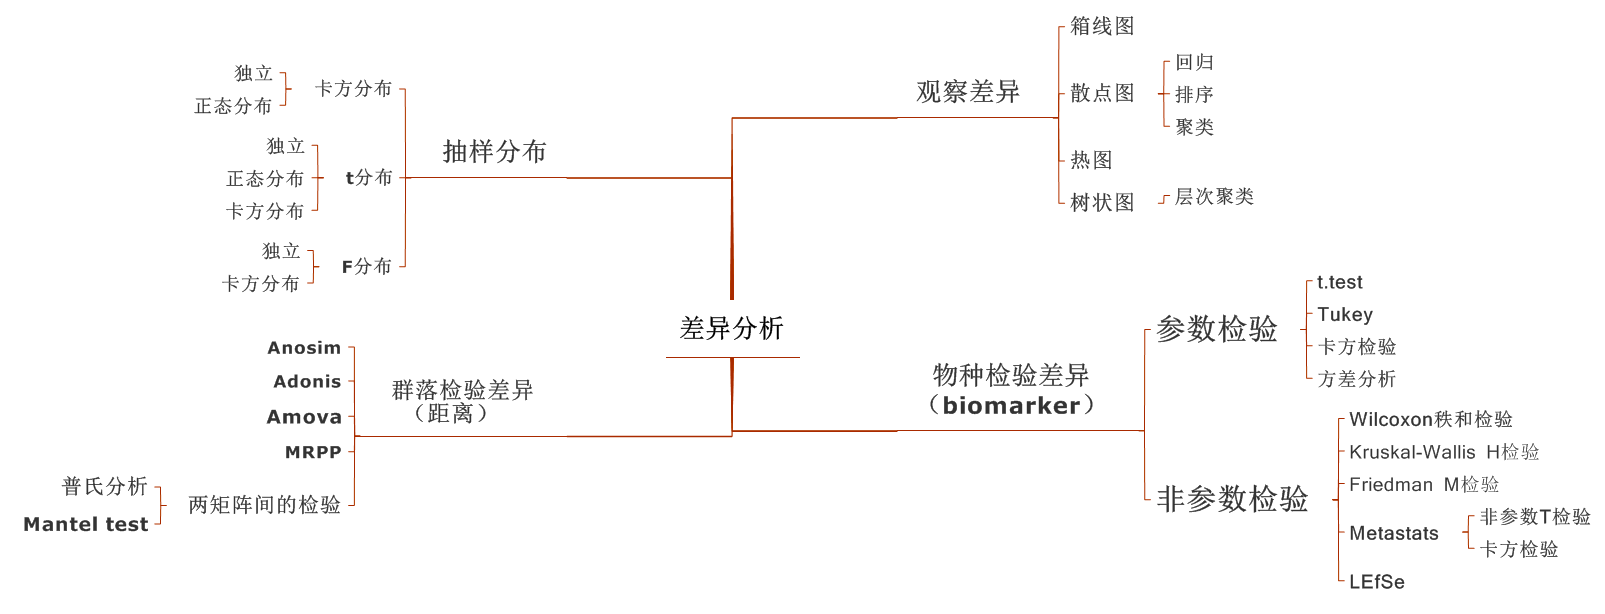 差异分析
抽样分布
卡方分布
独立
正态分布
t分布
独立
正态分布
卡方分布
F分布
独立
卡方分布
观察差异
箱线图
散点图
回归
排序
聚类
热图
树状图
层次聚类
群落检验差异
（距离）
Anosim
Adonis
Amova
MRPP
两矩阵间的检验
普氏分析
Mantel test
物种检验差异
（biomarker）
参数检验
t.test
Tukey
卡方检验
方差分析
非参数检验
Wilcoxon秩和检验
Kruskal-Wallis H检验
Friedman M检验
Metastats
非参数T检验
卡方检验
LEfSe